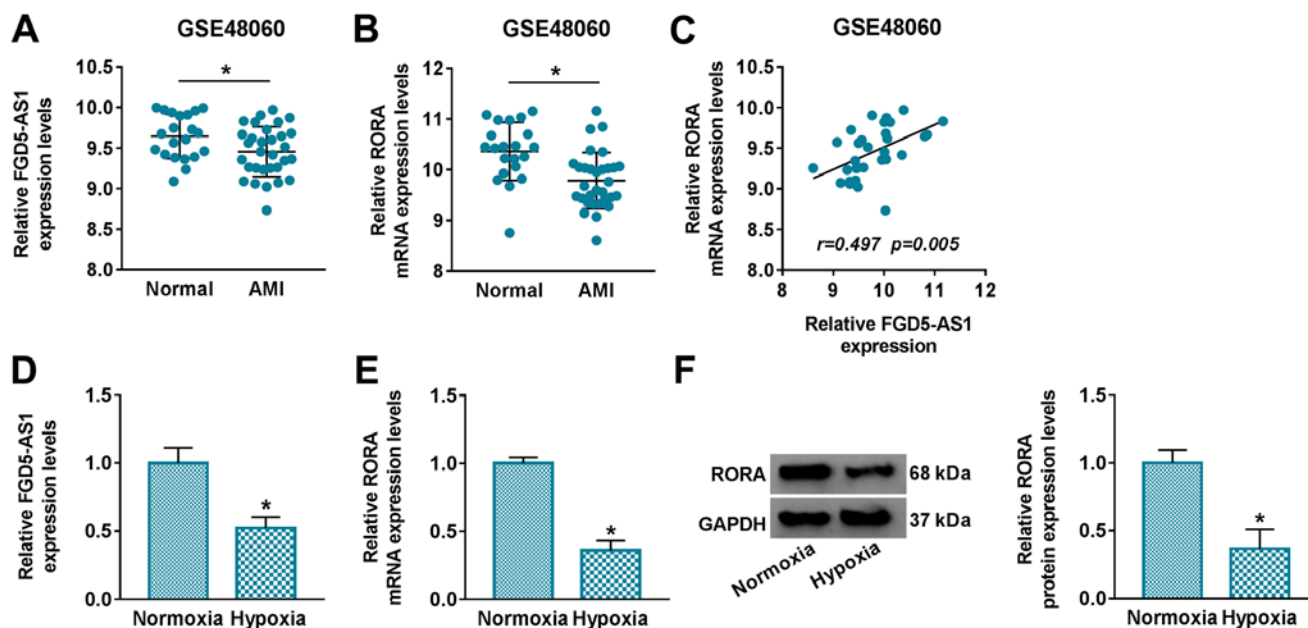 A
GSE48060
Relative FGD5-AS1
expression levels
10.5
10.0
9.5
9.0
8.5
8.0
*
Normal AMI
B
GSE48060
Relative RORA
mRNA expression levels
12
11
10
9
8
*
Normal AMI
C
GSE48060
Relative RORA
mRNA expression levels
10.5
10.0
9.5
9.0
8.5
8.0
r=0.497 p=0.005
8 9 10 11 12
Relative FGD5-AS1
expression
D
Relative FGD5-AS1
expression levels
1.5
1.0
0.5
0.0
*
Normoxia Hypoxia
E
Relative RORA
mRNA expression levels
1.5
1.0
0.5
0.0
*
Normoxia Hypoxia
F
RORA 68 kDa
GAPDH 37 kDa
Normoxia Hypoxia
Relative RORA
protein expression levels
1.5
1.0
0.5
0.0
*
Normoxia Hypoxia